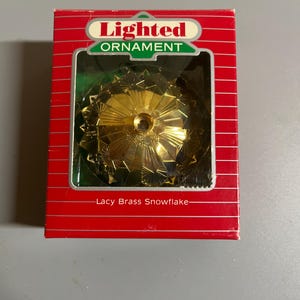 Lighted
ORNAMENT
Lacy Brass Snowflake